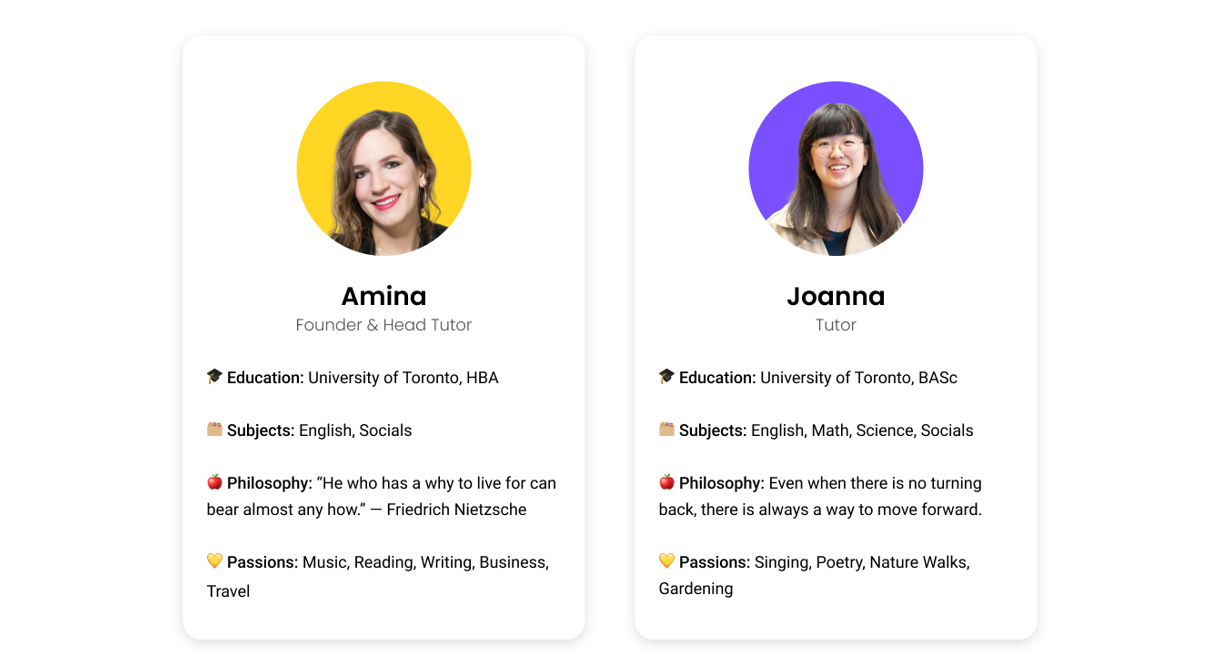 Amina
Founder & Head Tutor
🎓 Education: University of Toronto, HBA
🗂️ Subjects: English, Socials
🍎 Philosophy: “He who has a why to live for can
bear almost any how.” — Friedrich Nietzsche
💛 Passions: Music, Reading, Writing, Business,
Travel
Joanna
Tutor
🎓 Education: University of Toronto, BASc
🗂️ Subjects: English, Math, Science, Socials
🍎 Philosophy: Even when there is no turning
back, there is always a way to move forward.
💛 Passions: Singing, Poetry, Nature Walks,
Gardening